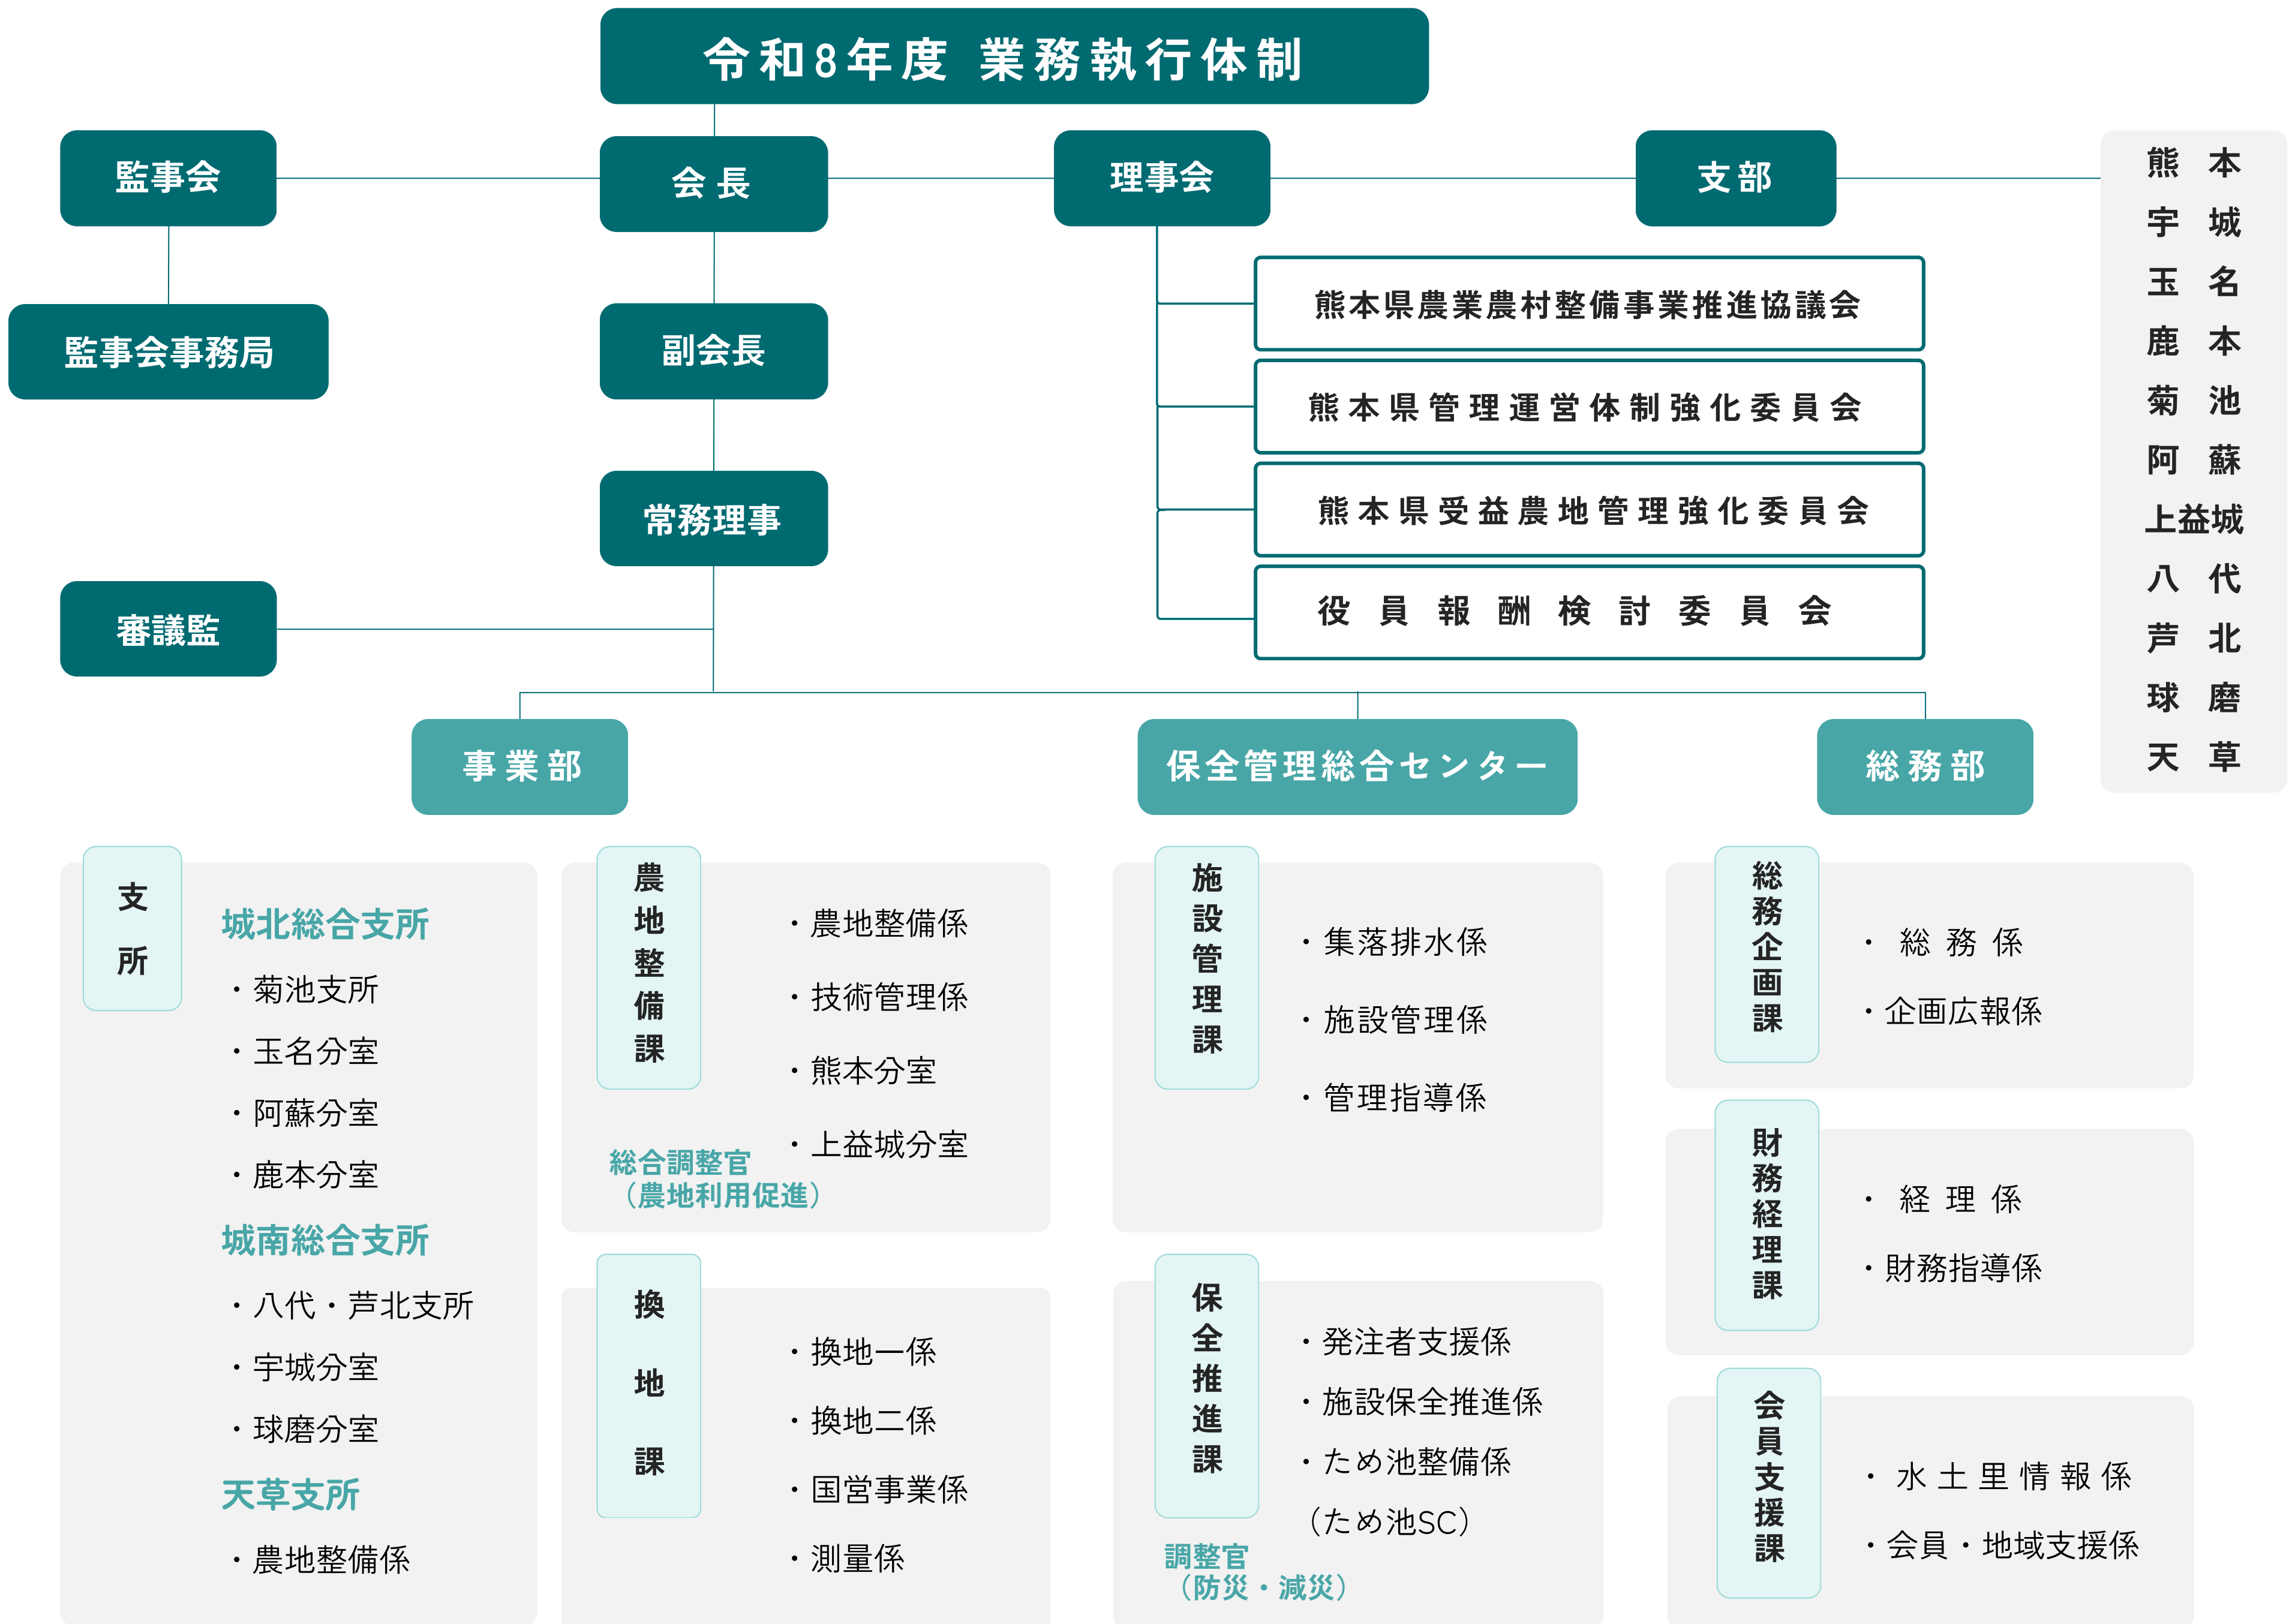 令和8年度 業務執行体制
監事会
会長
理事会
支部
熊本
宇城
玉名
鹿本
菊池
阿蘇
上益城
八代
芦北
球磨
天草
監事会事務局
副会長
常務理事
審議監
熊本県農業農村整備事業推進協議会
熊本県管理運営体制強化委員会
熊本県受益農地管理強化委員会
役員報酬検討委員会
事業部
保全管理総合センター
総務部
支所
城北総合支所
・菊池支所
・玉名分室
・阿蘇分室
・鹿本分室
城南総合支所
・八代・芦北支所
・宇城分室
・球磨分室
天草支所
・農地整備係
農地整備課
・農地整備係
・技術管理係
・熊本分室
・上益城分室
総合調整官
（農地利用促進）
換地課
・換地一係
・換地二係
・国営事業係
・測量係
施設管理課
・集落排水係
・施設管理係
・管理指導係
保全推進課
・発注者支援係
・施設保全推進係
・ため池整備係
（ため池SC）
調整官
（防災・減災）
総務企画課
・総務係
・企画広報係
財務経理課
・経理係
・財務指導係
会員支援課
・水土里情報係
・会員・地域支援係